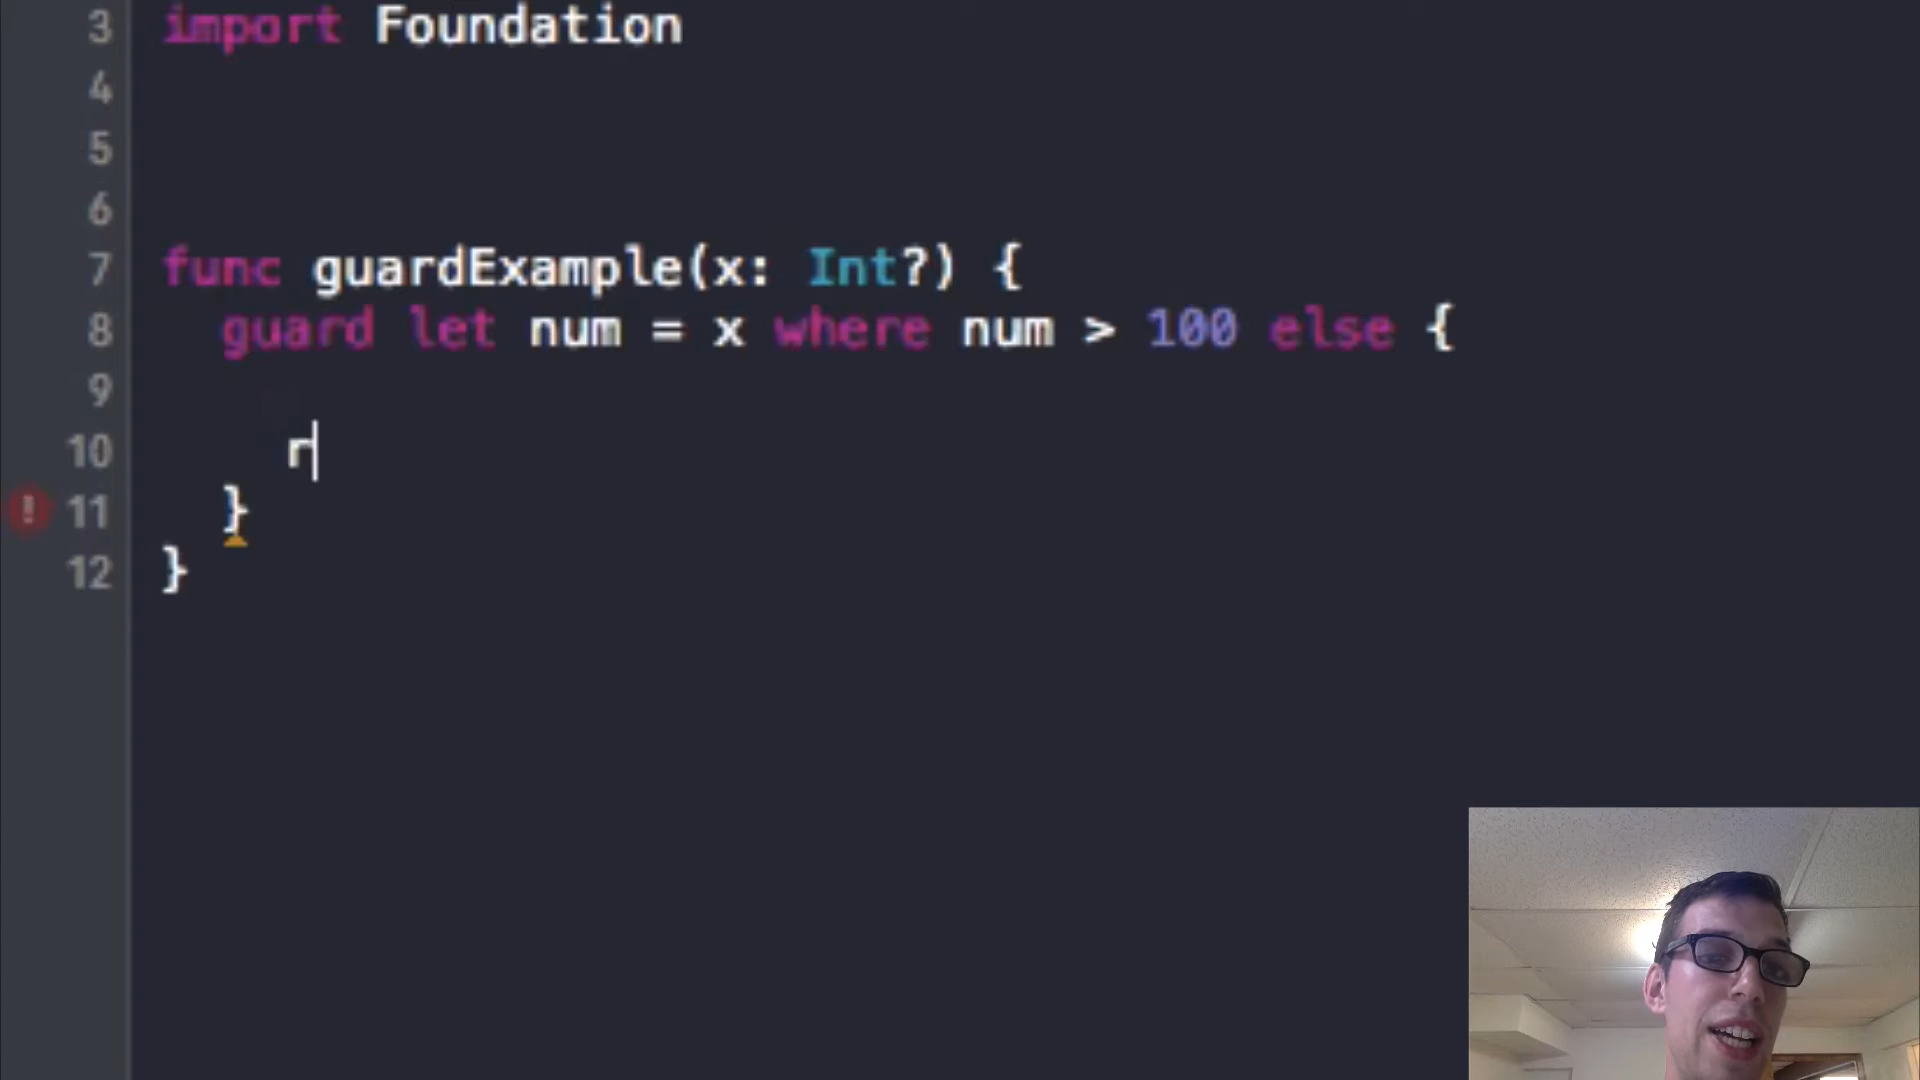 3 import Foundation
4
5
6
7 func guardExample(x: Int?) {
8 guard let num = x where num > 100 else {
9
10 r
! 11 }
12 }